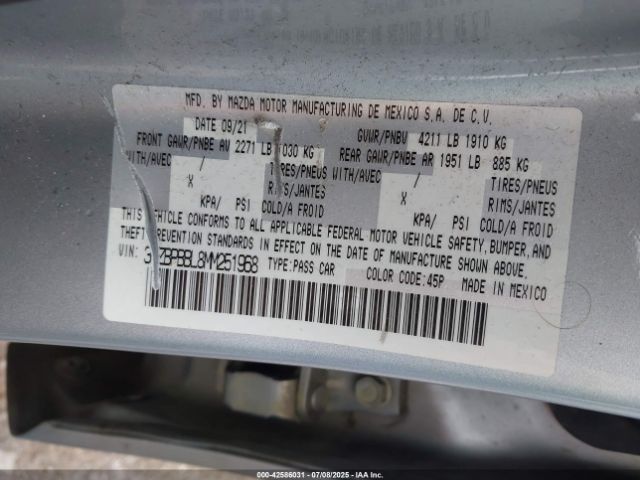 MFD. BY MAZDA MOTOR MANUFACTURING DE MEXICO S.A. DE C.V.
DATE 09/21 GVWR/PNBV 4211 LB 1910 KG
FRONT GAWR/PNBE AV 2271 LB 1030 KG REAR GAWR/PNBE AR 1951 LB 885 KG
WITH/AVEC / TIRES/PNEUS WITH/AVEC / TIRES/PNEUS
X RIMS/JANTES X RIMS/JANTES
KPA/ PSI COLD/A FROID KPA/ PSI COLD/A FROID
THIS VEHICLE CONFORMS TO ALL APPLICABLE FEDERAL MOTOR VEHICLE SAFETY, BUMPER, AND
THEFT PREVENTION STANDARDS IN EFFECT ON THE DATE OF MANUFACTURE SHOWN ABOVE.
VIN: TYPE: PASS CAR COLOR CODE: 45P MADE IN MEXICO
000-42586031 - 07/08/2025 - IAAI.COM